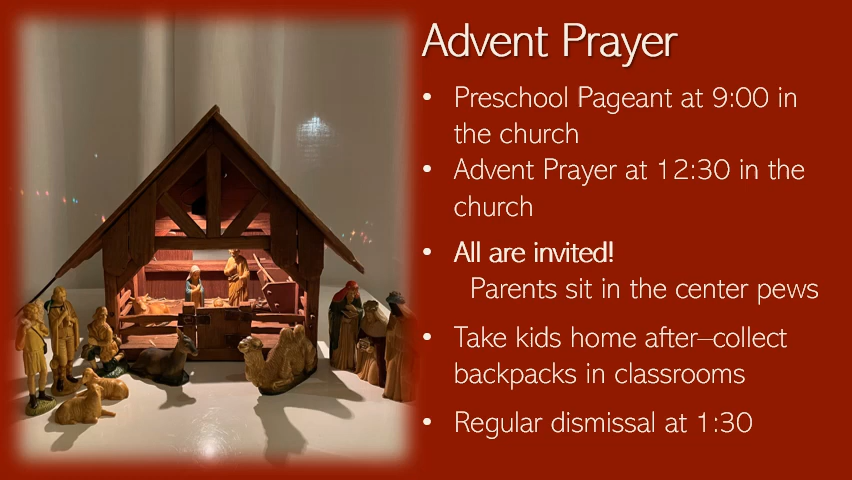 Advent Prayer
• Preschool Pageant at 9:00 in
the church
• Advent Prayer at 12:30 in the
church
• All are invited!
Parents sit in the center pews
• Take kids home after–collect
backpacks in classrooms
• Regular dismissal at 1:30